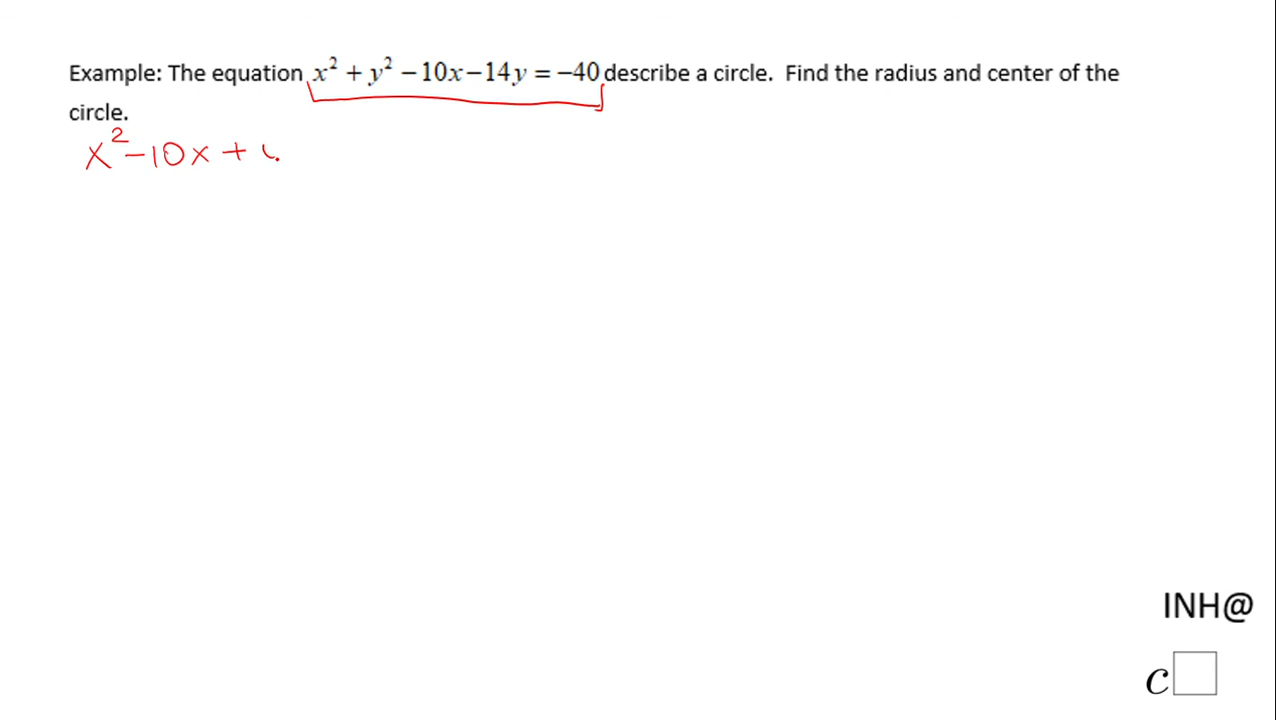 Example: The equation x² + y² − 10x − 14y = −40 describe a circle. Find the radius and center of the
circle.
x² − 10x +
INH@
c